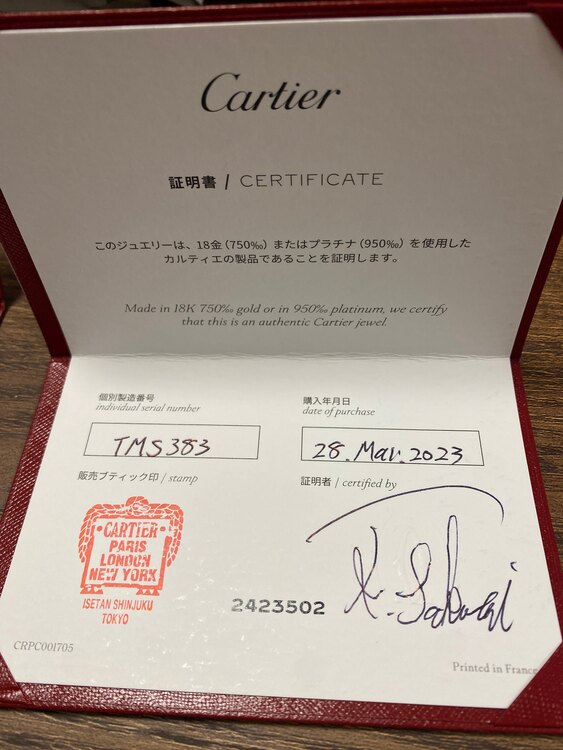 Cartier
証明書 / CERTIFICATE
このジュエリーは、18金（750‰）またはプラチナ（950‰）を使用した
カルティエの製品であることを証明します。
Made in 18K 750‰ gold or in 950‰ platinum, we certify
that this is an authentic Cartier jewel.
個別製造番号
individual serial number
TMS383
購入年月日
date of purchase
28.Mar.2023
販売ブティック印 / stamp
CARTIER
PARIS
LONDON
NEW YORK
ISETAN SHINJUKU
TOKYO
2423502
証明者 / certified by
CRPC001705
Printed in France